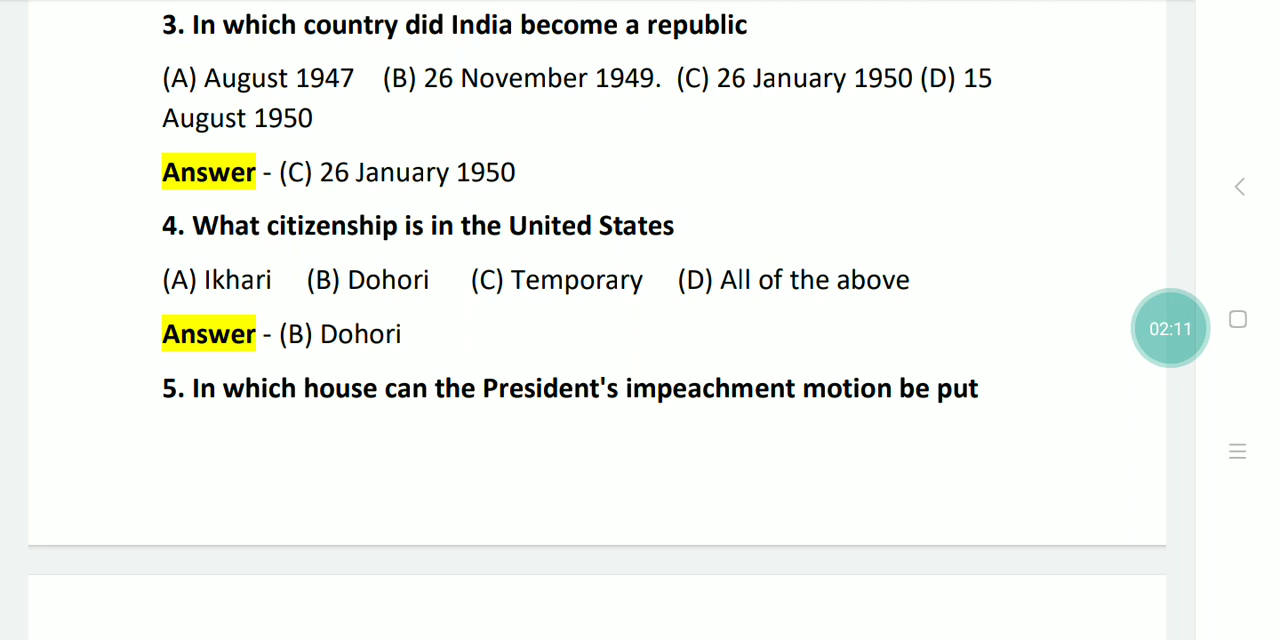 3. In which country did India become a republic
(A) August 1947 (B) 26 November 1949. (C) 26 January 1950 (D) 15
August 1950
Answer - (C) 26 January 1950
4. What citizenship is in the United States
(A) Ikhari (B) Dohori (C) Temporary (D) All of the above
Answer - (B) Dohori
02:11
5. In which house can the President's impeachment motion be put